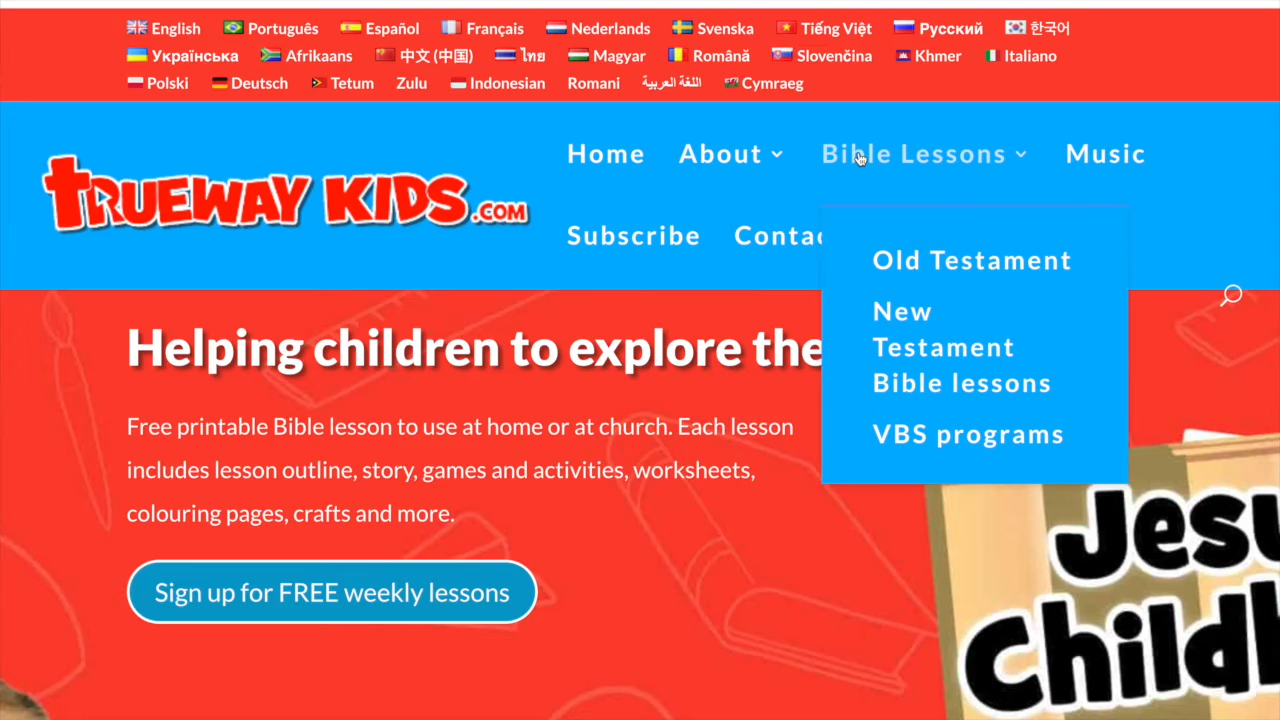 English Português Español Français Nederlands Svenska Tiếng Việt Русский 한국어
Українська Afrikaans 中文 (中国) ไทย Magyar Română Slovenčina Khmer Italiano
Polski Deutsch Tetum Zulu Indonesian Romani اللغة العربية Cymraeg
Home About Bible Lessons Music
TRUEWAY KIDS.COM
Subscribe Contac
Old Testament
New
Testament
Bible lessons
VBS programs
Helping children to explore the
Free printable Bible lesson to use at home or at church. Each lesson
includes lesson outline, story, games and activities, worksheets,
colouring pages, crafts and more.
Sign up for FREE weekly lessons
Jesu
Childh